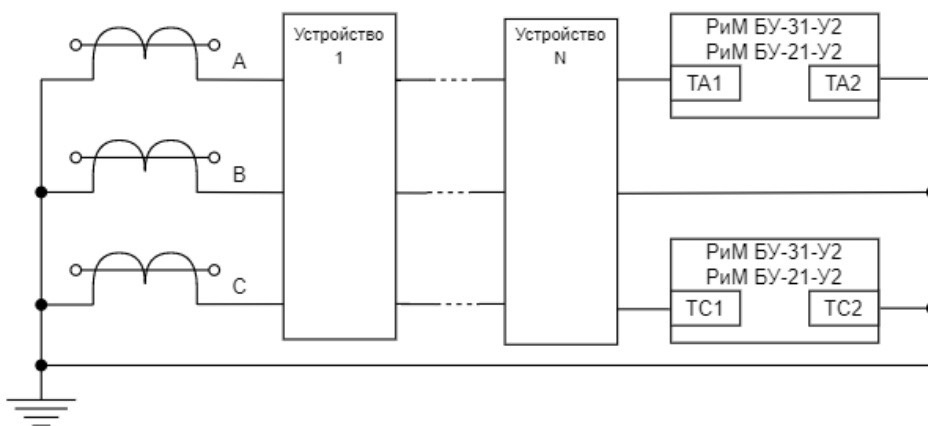 A
Устройство
1
Устройство
N
РиМ БУ-31-У2
РиМ БУ-21-У2
TA1
TA2
B
C
РиМ БУ-31-У2
РиМ БУ-21-У2
TC1
TC2